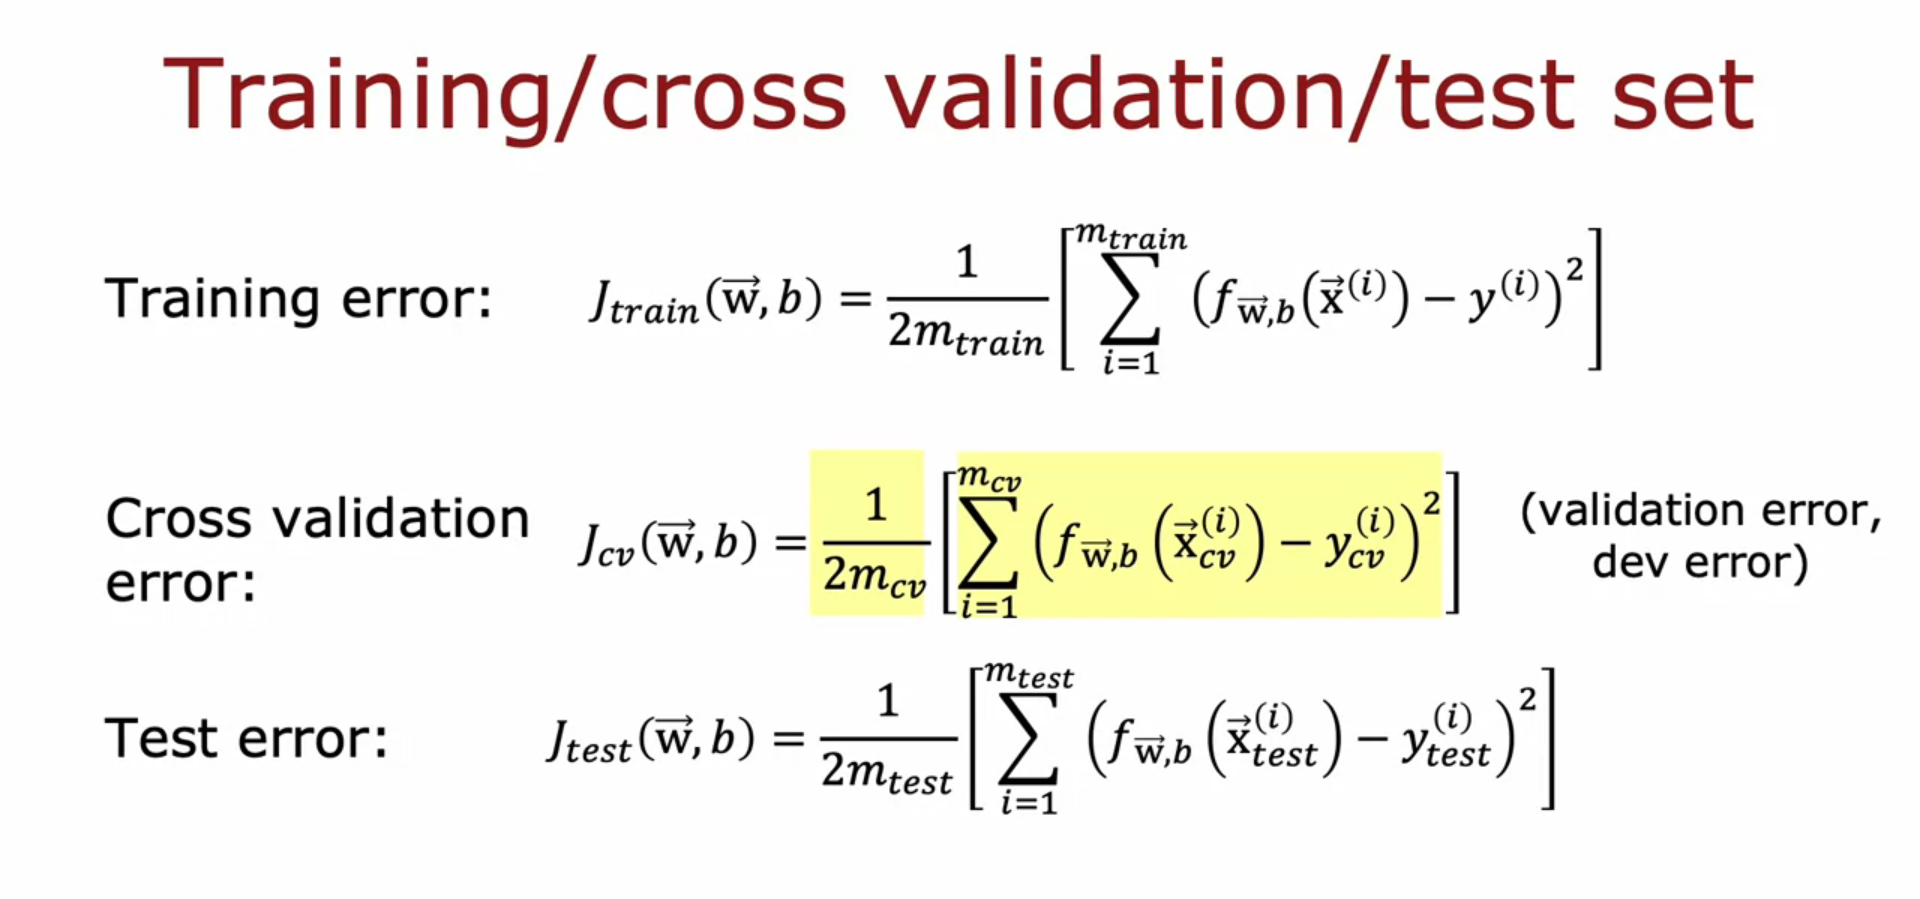 Training/cross validation/test set
Training error: $J_{train}(\vec{w}, b) = \frac{1}{2m_{train}} \left[ \sum_{i=1}^{m_{train}} \left( f_{\vec{w},b}(\vec{x}^{(i)}) - y^{(i)} \right)^2 \right]$
Cross validation error: $J_{cv}(\vec{w}, b) = \frac{1}{2m_{cv}} \left[ \sum_{i=1}^{m_{cv}} \left( f_{\vec{w},b}\left(\vec{x}_{cv}^{(i)}\right) - y_{cv}^{(i)} \right)^2 \right]$ (validation error, dev error)
Test error: $J_{test}(\vec{w}, b) = \frac{1}{2m_{test}} \left[ \sum_{i=1}^{m_{test}} \left( f_{\vec{w},b}\left(\vec{x}_{test}^{(i)}\right) - y_{test}^{(i)} \right)^2 \right]$